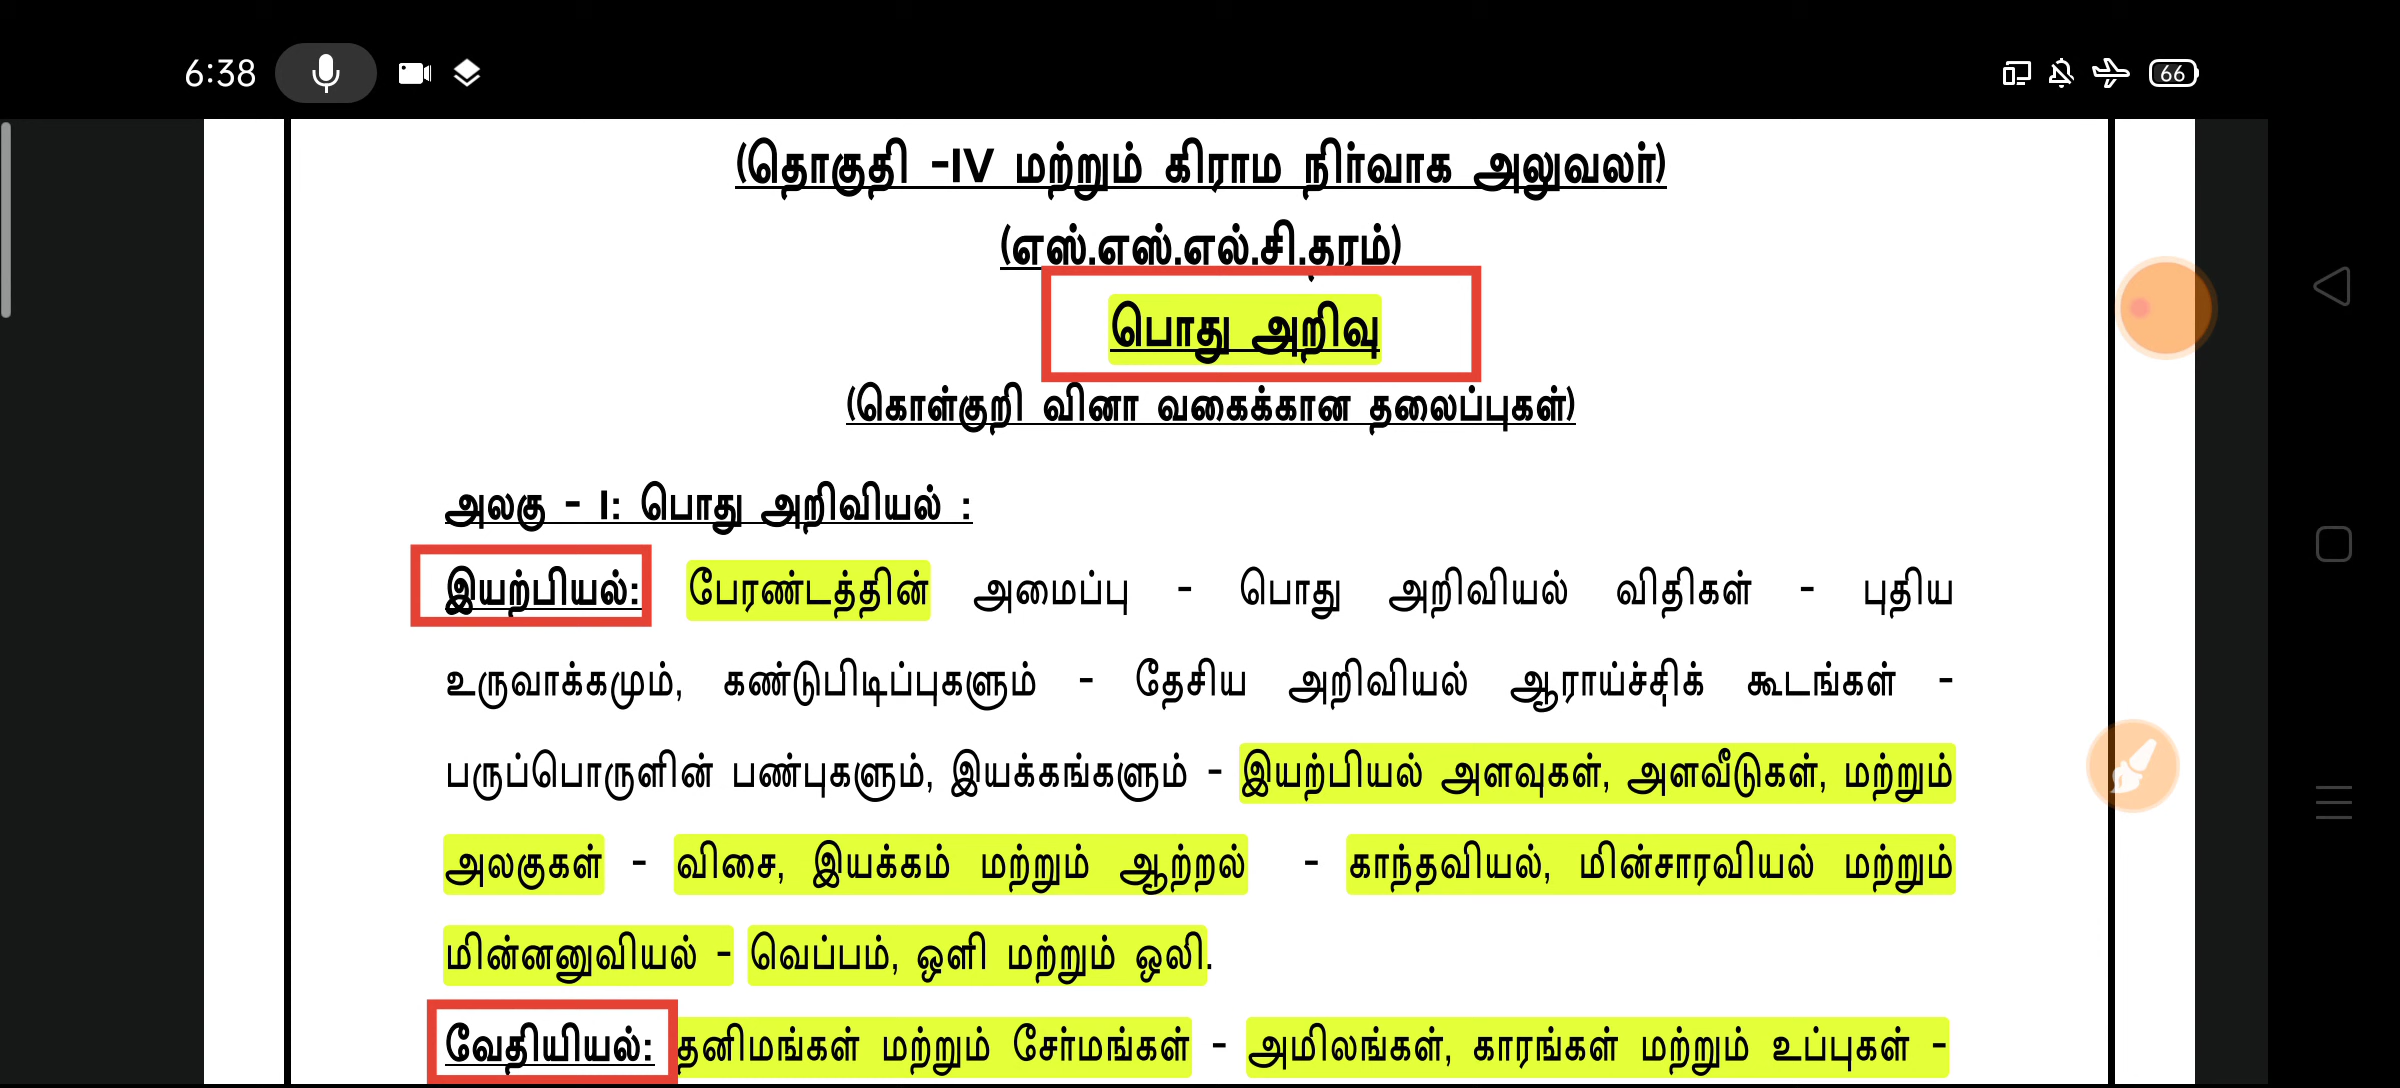 6:38
66
(தொகுதி -IV மற்றும் கிராம நிர்வாக அலுவலர்)
(எஸ்.எஸ்.எல்.சி.தரம்)
பொது அறிவு
(கொள்குறி வினா வகைக்கான தலைப்புகள்)
அலகு - I: பொது அறிவியல் :
இயற்பியல்: பேரண்டத்தின் அமைப்பு - பொது அறிவியல் விதிகள் - புதிய
உருவாக்கமும், கண்டுபிடிப்புகளும் - தேசிய அறிவியல் ஆராய்ச்சிக் கூடங்கள் -
பருப்பொருளின் பண்புகளும், இயக்கங்களும் - இயற்பியல் அளவுகள், அளவீடுகள், மற்றும்
அலகுகள் - விசை, இயக்கம் மற்றும் ஆற்றல் - காந்தவியல், மின்சாரவியல் மற்றும்
மின்னனுவியல் - வெப்பம், ஒளி மற்றும் ஒலி.
வேதியியல்: தனிமங்கள் மற்றும் சேர்மங்கள் - அமிலங்கள், காரங்கள் மற்றும் உப்புகள் -